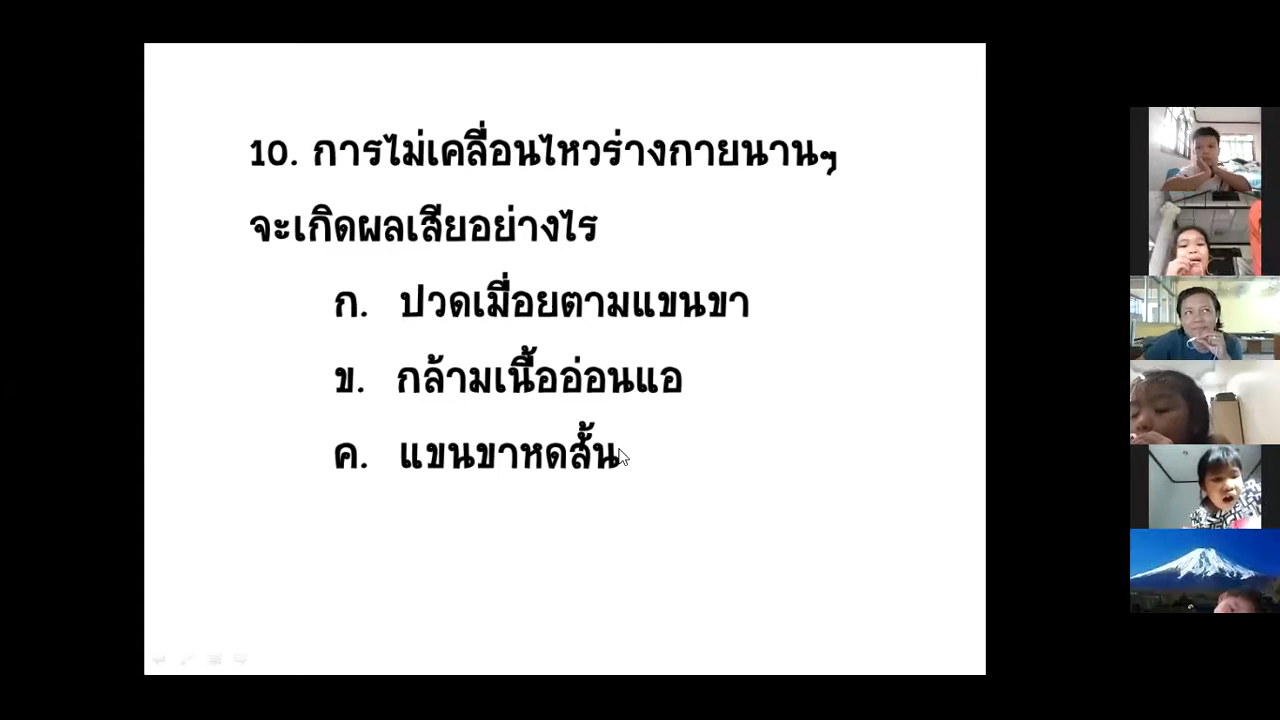 10. การไม่เคลื่อนไหวร่างกายนานๆ
จะเกิดผลเสียอย่างไร
ก. ปวดเมื่อยตามแขนขา
ข. กล้ามเนื้ออ่อนแอ
ค. แขนขาหดสั้น